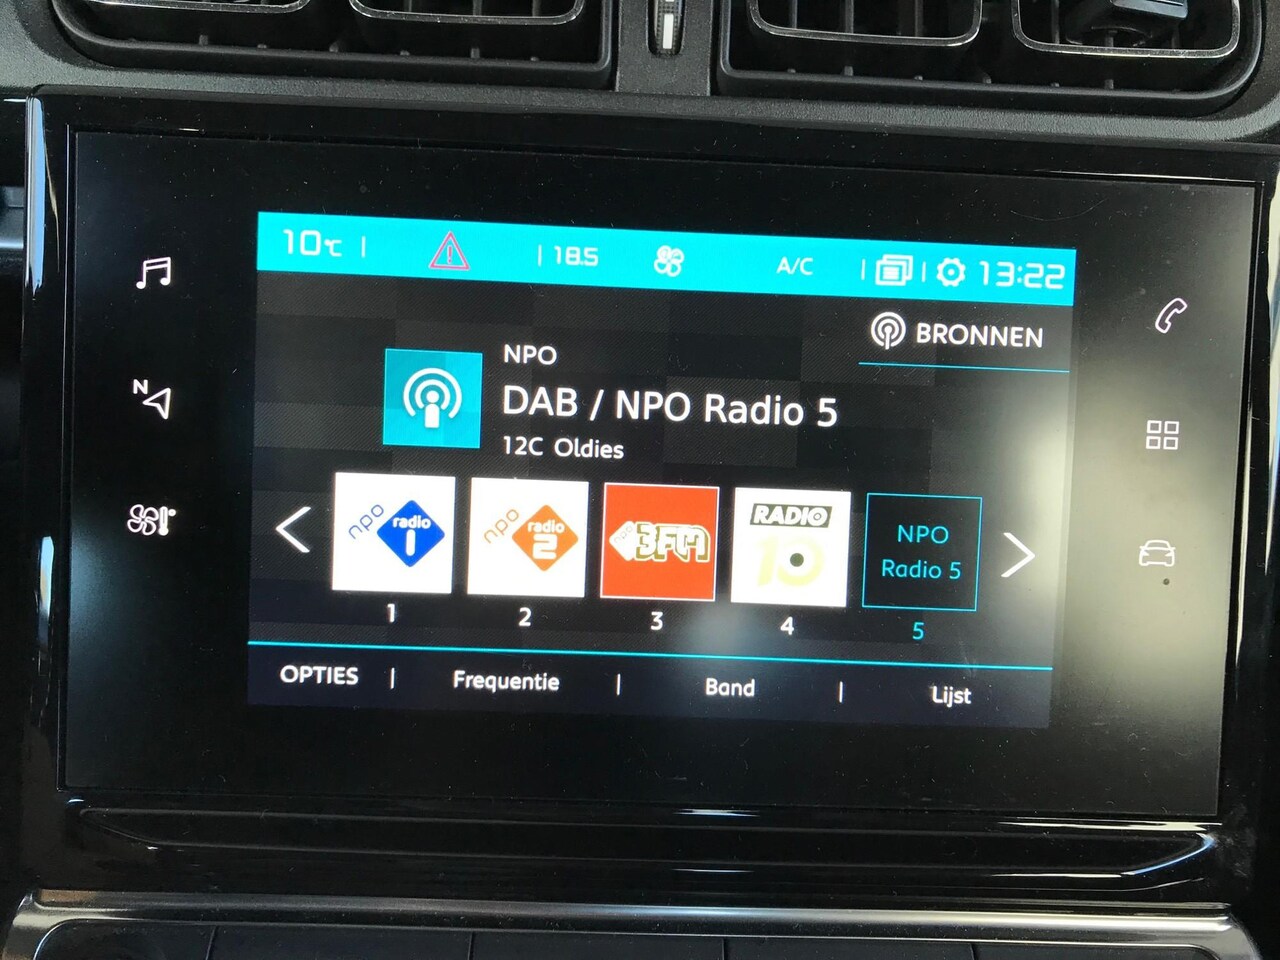 10°C
18.5
A/C
13:22
BRONNEN
NPO
DAB / NPO Radio 5
12C Oldies
N
npo radio 1
npo radio 2
npo 3FM
RADIO 10
NPO Radio 5
1
2
3
4
5
OPTIES
Frequentie
Band
Lijst